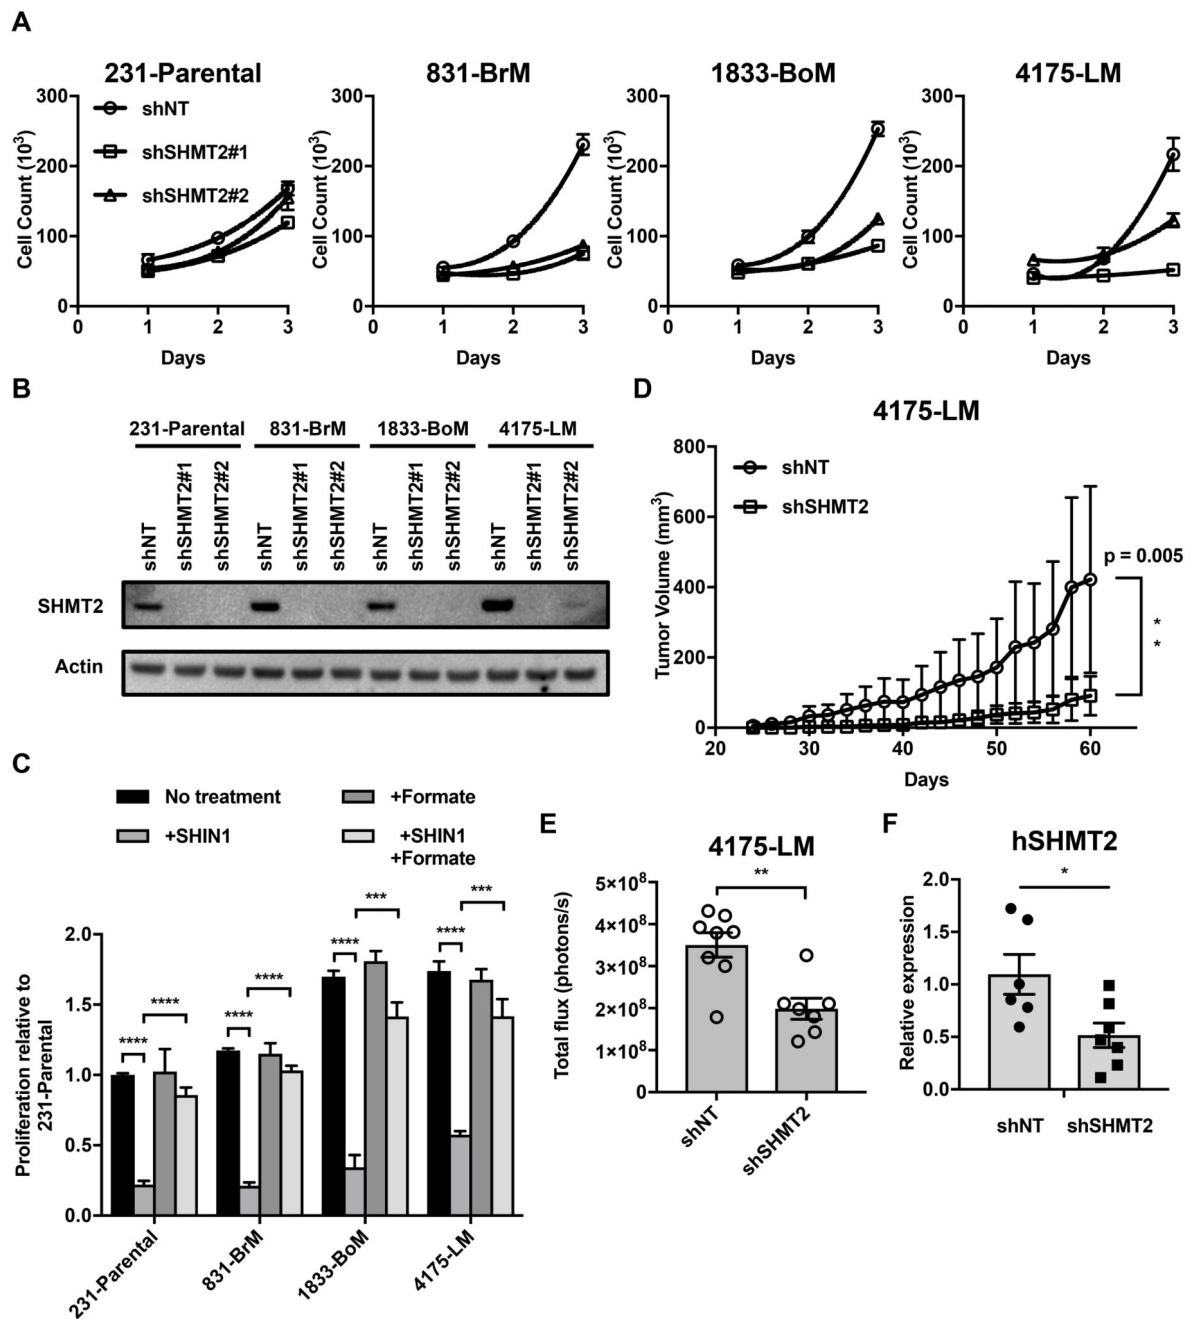 A
231-Parental
831-BrM
1833-BoM
4175-LM
shNT
shSHMT2#1
shSHMT2#2
Cell Count (10³)
300
200
100
0
0 1 2 3
Days
Cell Count (10³)
300
200
100
0
0 1 2 3
Days
Cell Count (10³)
300
200
100
0
0 1 2 3
Days
Cell Count (10³)
300
200
100
0
0 1 2 3
Days
B
231-Parental 831-BrM 1833-BoM 4175-LM
shNT shSHMT2#1 shSHMT2#2 shNT shSHMT2#1 shSHMT2#2 shNT shSHMT2#1 shSHMT2#2 shNT shSHMT2#1 shSHMT2#2
SHMT2
Actin
D
4175-LM
shNT
shSHMT2
Tumor Volume (mm³)
800
600
400
200
0
20 30 40 50 60
Days
p = 0.005
*
*
C
No treatment
+SHIN1
+Formate
+SHIN1
+Formate
Proliferation relative to
231-Parental
2.0
1.5
1.0
0.5
0.0
**** ****
**** ****
**** ***
**** ***
231-Parental
831-BrM
1833-BoM
4175-LM
E
4175-LM
Total flux (photons/s)
5×10⁸
4×10⁸
3×10⁸
2×10⁸
1×10⁸
0
**
shNT
shSHMT2
F
hSHMT2
Relative expression
2.0
1.5
1.0
0.5
0.0
*
shNT shSHMT2